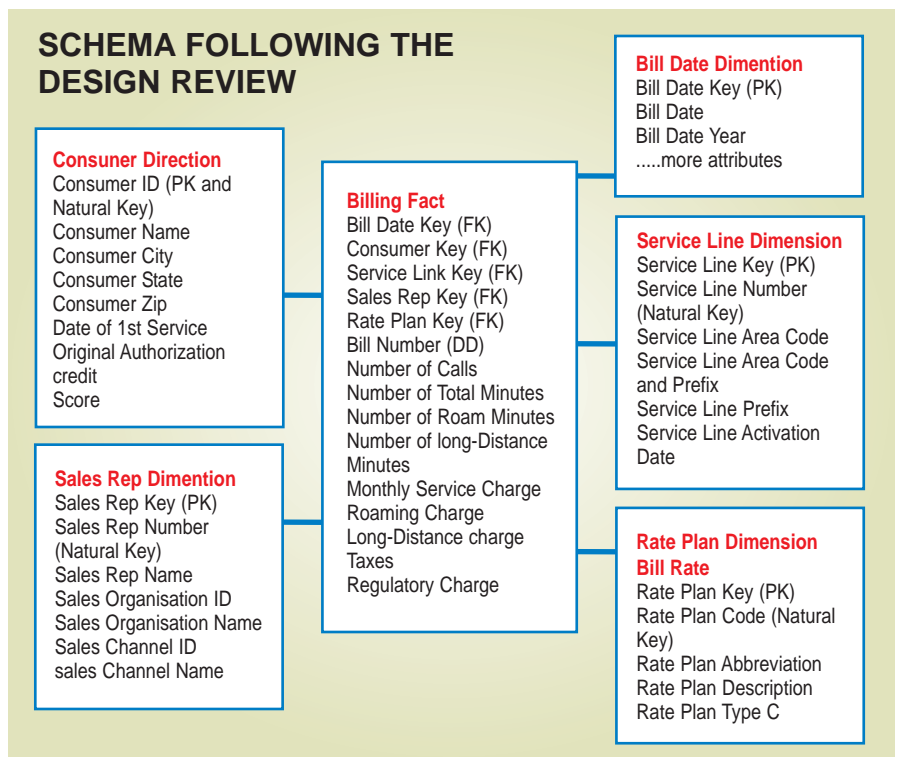 SCHEMA FOLLOWING THE
DESIGN REVIEW
Consuner Direction
Consumer ID (PK and
Natural Key)
Consumer Name
Consumer City
Consumer State
Consumer Zip
Date of 1st Service
Original Authorization
credit
Score
Sales Rep Dimention
Sales Rep Key (PK)
Sales Rep Number
(Natural Key)
Sales Rep Name
Sales Organisation ID
Sales Organisation Name
Sales Channel ID
sales Channel Name
Billing Fact
Bill Date Key (FK)
Consumer Key (FK)
Service Link Key (FK)
Sales Rep Key (FK)
Rate Plan Key (FK)
Bill Number (DD)
Number of Calls
Number of Total Minutes
Number of Roam Minutes
Number of long-Distance
Minutes
Monthly Service Charge
Roaming Charge
Long-Distance charge
Taxes
Regulatory Charge
Bill Date Dimention
Bill Date Key (PK)
Bill Date
Bill Date Year
.....more attributes
Service Line Dimension
Service Line Key (PK)
Service Line Number
(Natural Key)
Service Line Area Code
Service Line Area Code
and Prefix
Service Line Prefix
Service Line Activation
Date
Rate Plan Dimension
Bill Rate
Rate Plan Key (PK)
Rate Plan Code (Natural
Key)
Rate Plan Abbreviation
Rate Plan Description
Rate Plan Type C